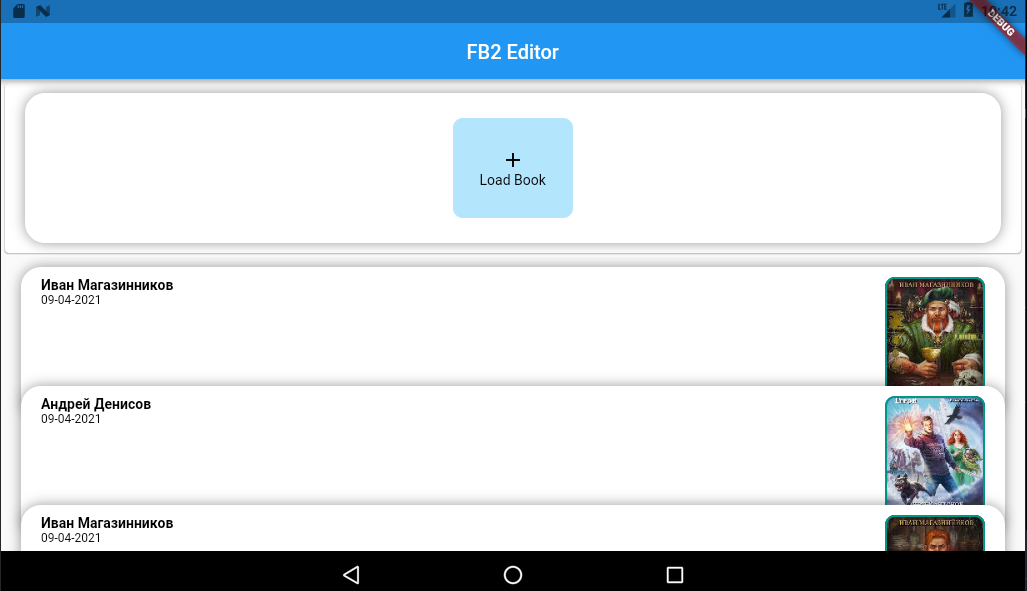 LTE 10:42
DEBUG
FB2 Editor
Load Book
Иван Магазинников
09-04-2021
ИВАН МАГАЗИННИКОВ
Андрей Денисов
09-04-2021
Иван Магазинников
09-04-2021
ИВАН МАГАЗИННИКОВ